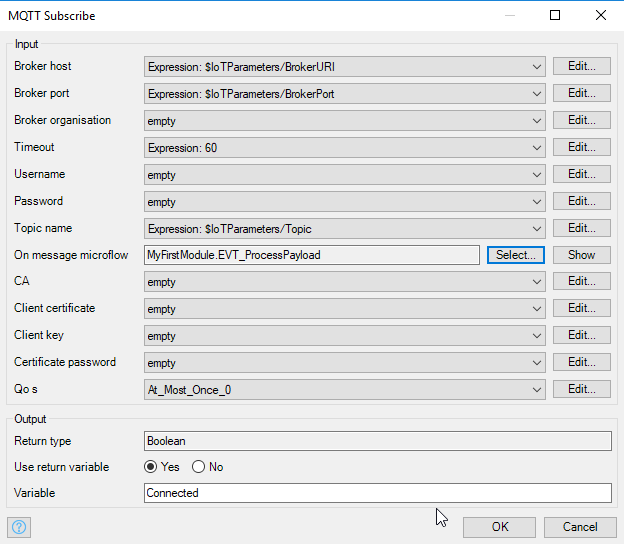 MQTT Subscribe
Input
Broker host Expression: $IoTParameters/BrokerURI Edit...
Broker port Expression: $IoTParameters/BrokerPort Edit...
Broker organisation empty Edit...
Timeout Expression: 60 Edit...
Username empty Edit...
Password empty Edit...
Topic name Expression: $IoTParameters/Topic Edit...
On message microflow MyFirstModule.EVT_ProcessPayload Select... Show
CA empty Edit...
Client certificate empty Edit...
Client key empty Edit...
Certificate password empty Edit...
Qo s At_Most_Once_0 Edit...
Output
Return type Boolean
Use return variable Yes No
Variable Connected
? OK Cancel